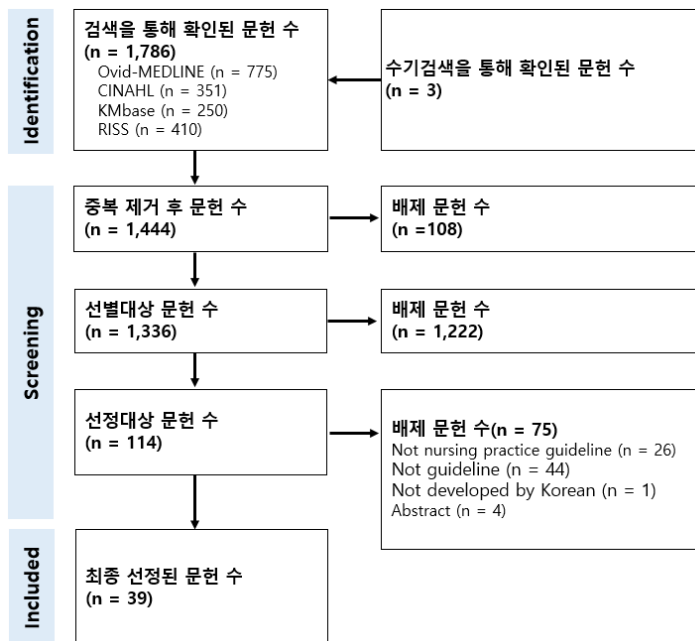 Identification
검색을 통해 확인된 문헌 수
(n = 1,786)
Ovid-MEDLINE (n = 775)
CINAHL (n = 351)
KMbase (n = 250)
RISS (n = 410)
수기검색을 통해 확인된 문헌 수
(n = 3)
Screening
중복 제거 후 문헌 수
(n = 1,444)
배제 문헌 수
(n =108)
선별대상 문헌 수
(n = 1,336)
배제 문헌 수
(n = 1,222)
선정대상 문헌 수
(n = 114)
배제 문헌 수(n = 75)
Not nursing practice guideline (n = 26)
Not guideline (n = 44)
Not developed by Korean (n = 1)
Abstract (n = 4)
Included
최종 선정된 문헌 수
(n = 39)